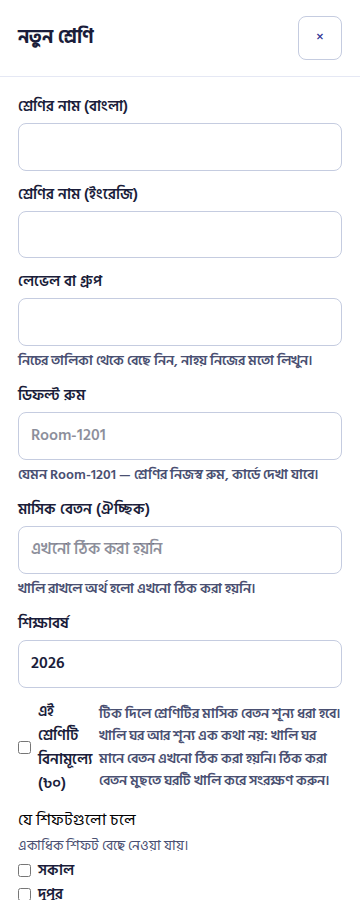 নতুন শ্রেণি
×
শ্রেণির নাম (বাংলা)
শ্রেণির নাম (ইংরেজি)
লেভেল বা গ্রুপ
নিচের তালিকা থেকে বেছে নিন, নাহয় নিজের মতো লিখুন।
ডিফল্ট রুম
Room-1201
যেমন Room-1201 — শ্রেণির নিজস্ব রুম, কার্ডে দেখা যাবে।
মাসিক বেতন (ঐচ্ছিক)
এখনো ঠিক করা হয়নি
খালি রাখলে অর্থ হলো এখনো ঠিক করা হয়নি।
শিক্ষাবর্ষ
2026
এই
শ্রেণিটি
বিনামূল্যে
(৳০)
টিক দিলে শ্রেণিটির মাসিক বেতন শূন্য ধরা হবে।
খালি ঘর আর শূন্য এক কথা নয়: খালি ঘর
মানে বেতন এখনো ঠিক করা হয়নি। ঠিক করা
বেতন মুছতে ঘরটি খালি করে সংরক্ষণ করুন।
যে শিফটগুলো চলে
একাধিক শিফট বেছে নেওয়া যায়।
সকাল
দুপুর